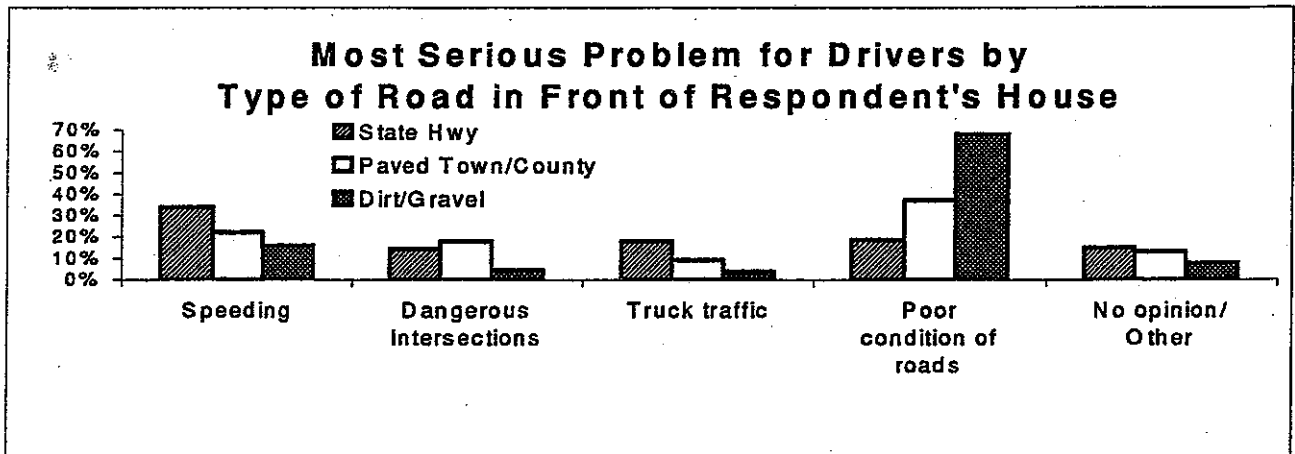 Most Serious Problem for Drivers by
Type of Road in Front of Respondent's House
70%
60%
50%
40%
30%
20%
10%
0%
State Hwy
Paved Town/County
Dirt/Gravel
Speeding
Dangerous
Intersections
Truck traffic
Poor
condition of
roads
No opinion/
Other